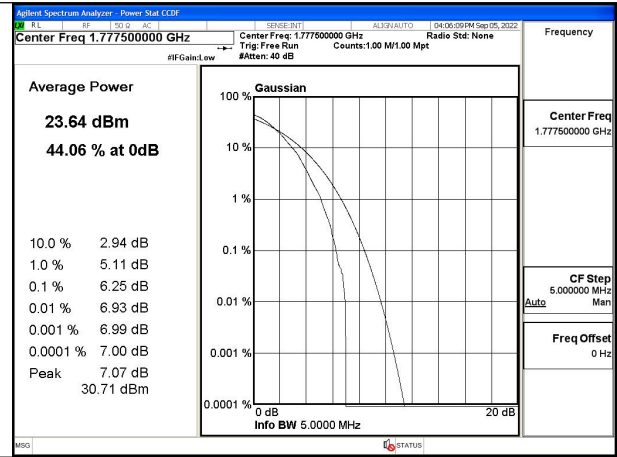 Agilent Spectrum Analyzer - Power Stat CCDF
RL RF 50 Ω AC SENSE:INT ALIGNAUTO 04:06:09PM Sep 05, 2022
Center Freq 1.777500000 GHz
Center Freq: 1.777500000 GHz Radio Std: None
Trig: Free Run Counts:1.00 M/1.00 Mpt
#IFGain:Low #Atten: 40 dB
Frequency
Average Power
23.64 dBm
44.06 % at 0dB
10.0 % 2.94 dB
1.0 % 5.11 dB
0.1 % 6.25 dB
0.01 % 6.93 dB
0.001 % 6.99 dB
0.0001 % 7.00 dB
Peak 7.07 dB
30.71 dBm
Gaussian
100 %
10 %
1 %
0.1 %
0.01 %
0.001 %
0.0001 %
0 dB 20 dB
Info BW 5.0000 MHz
Center Freq
1.777500000 GHz
CF Step
5.000000 MHz
Auto Man
Freq Offset
0 Hz
MSG STATUS